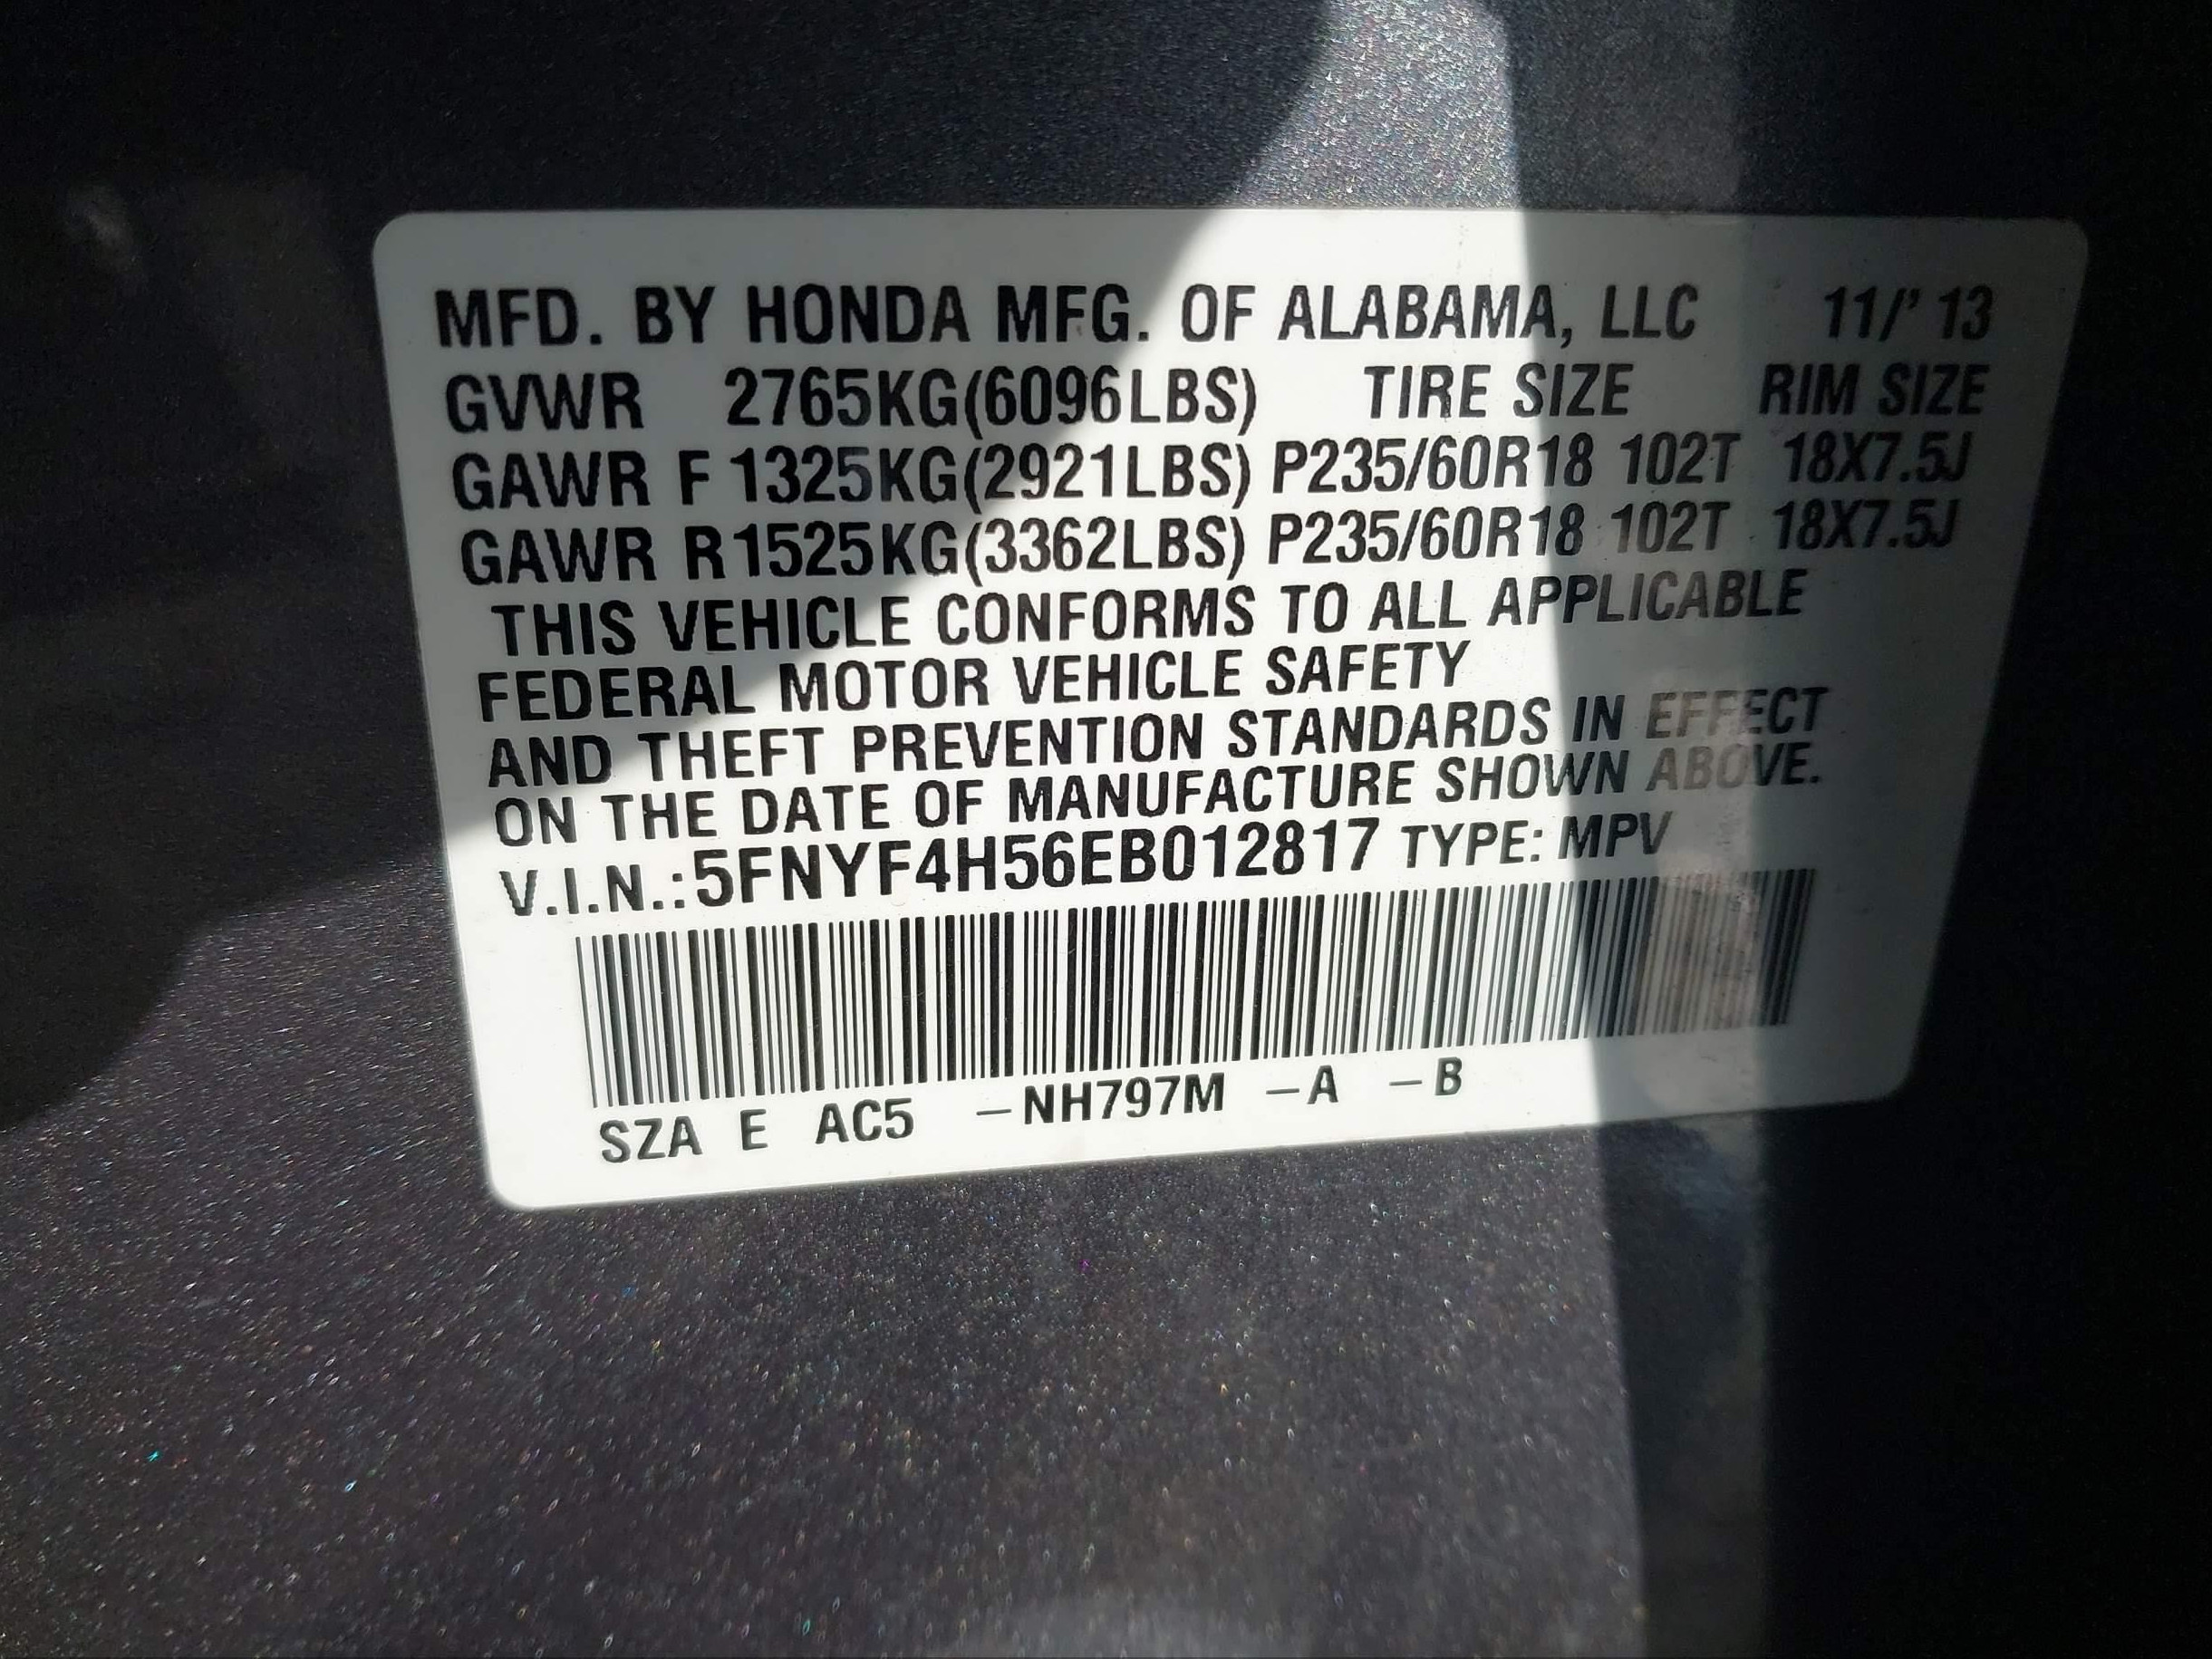 MFD. BY HONDA MFG. OF ALABAMA, LLC 11/' 13
GVWR 2765KG(6096LBS) TIRE SIZE RIM SIZE
GAWR F 1325KG(2921LBS) P235/60R18 102T 18X7.5J
GAWR R1525KG(3362LBS) P235/60R18 102T 18X7.5J
THIS VEHICLE CONFORMS TO ALL APPLICABLE
FEDERAL MOTOR VEHICLE SAFETY
AND THEFT PREVENTION STANDARDS IN EFFECT
ON THE DATE OF MANUFACTURE SHOWN ABOVE.
V.I.N.:5FNYF4H56EB012817 TYPE: MPV
SZA E AC5 –NH797M –A –B